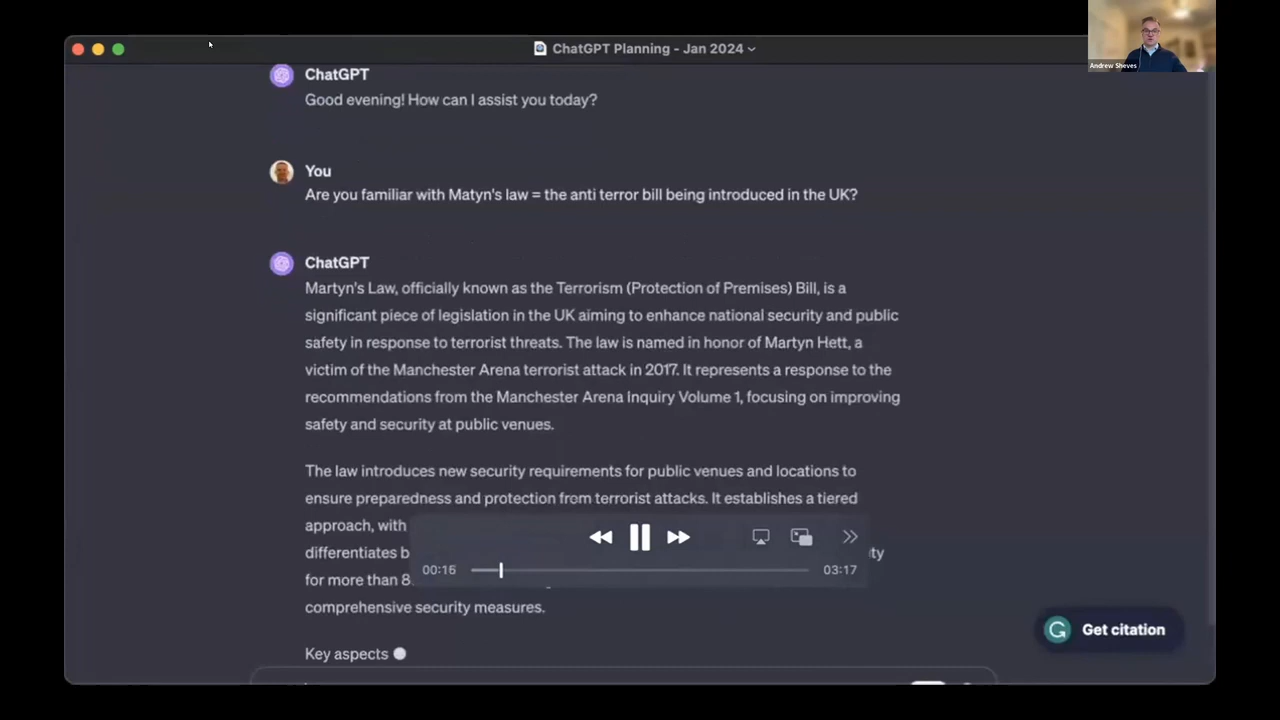 ChatGPT Planning - Jan 2024
Andrew Sheves
ChatGPT
Good evening! How can I assist you today?
You
Are you familiar with Matyn's law = the anti terror bill being introduced in the UK?
ChatGPT
Martyn's Law, officially known as the Terrorism (Protection of Premises) Bill, is a
significant piece of legislation in the UK aiming to enhance national security and public
safety in response to terrorist threats. The law is named in honor of Martyn Hett, a
victim of the Manchester Arena terrorist attack in 2017. It represents a response to the
recommendations from the Manchester Arena Inquiry Volume 1, focusing on improving
safety and security at public venues.
The law introduces new security requirements for public venues and locations to
ensure preparedness and protection from terrorist attacks. It establishes a tiered
approach, with
differentiates b
for more than 8
comprehensive security measures.
00:16
03:17
Get citation
Key aspects